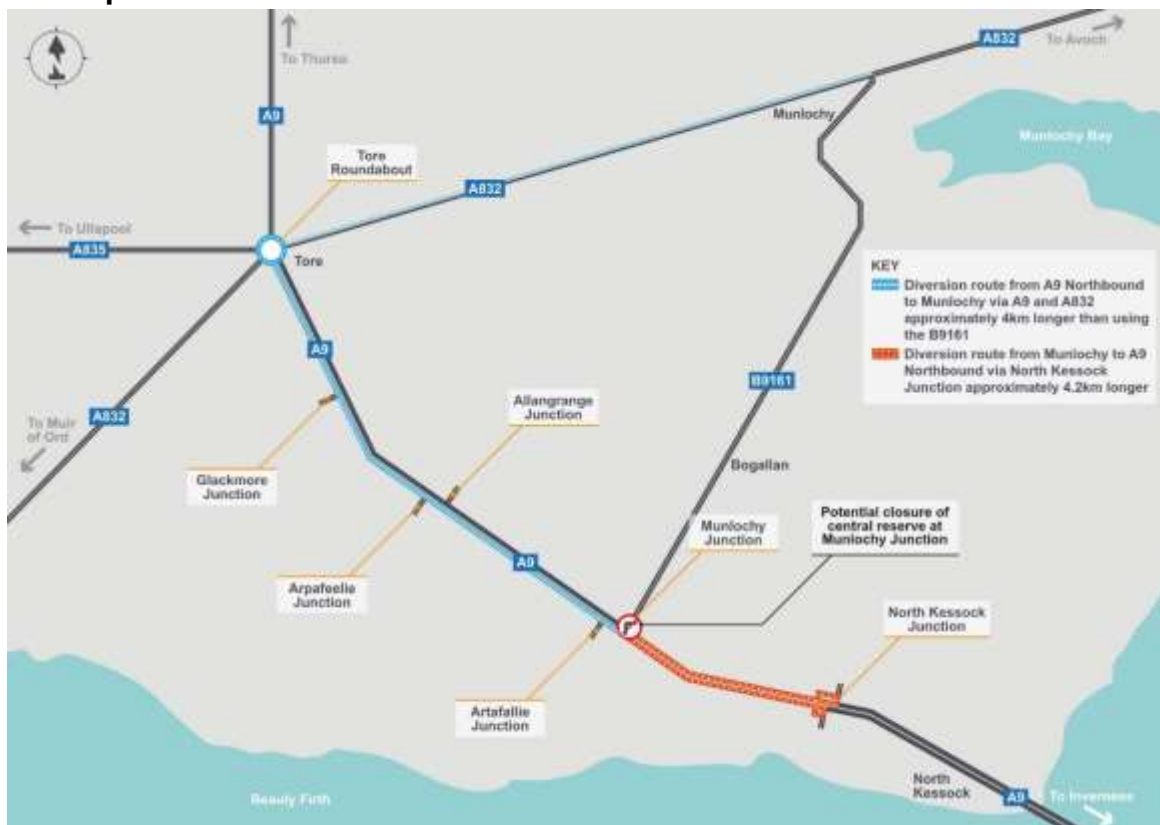 A832
To Avoch
To Thurso
A9
Munlochy
Munlochy Bay
Tore
Roundabout
A832
To Ullapool
A835
Tore
KEY
Diversion route from A9 Northbound
to Munlochy via A9 and A832
approximately 4km longer than using
the B9161
Diversion route from Munlochy to A9
Northbound via North Kessock
Junction approximately 4.2km longer
A9
B9161
Allangrange
Junction
To Muir
of Ord
A832
Glackmore
Junction
Bogallan
Potential closure of
central reserve at
Munlochy Junction
Munlochy
Junction
A9
Arpafeelie
Junction
North Kessock
Junction
Artafallie
Junction
North
Kessock
Beauly Firth
A9
To Inverness